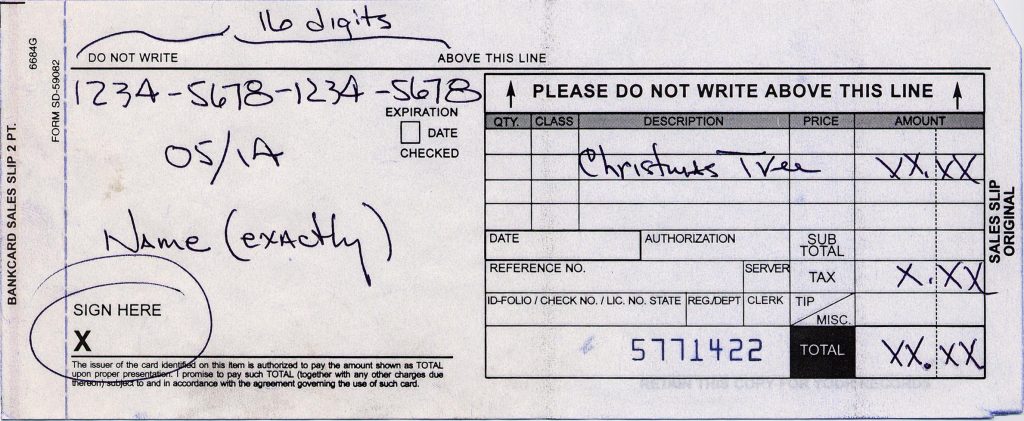 16 digits
DO NOT WRITE ABOVE THIS LINE
6684G
FORM SD-59082
BANKCARD SALES SLIP 2 PT.
1234-5678-1234-5678
EXPIRATION
DATE
CHECKED
05/14
Name (exactly)
SIGN HERE
X
The issuer of the card identified on this item is authorized to pay the amount shown as TOTAL
upon proper presentation. I promise to pay such TOTAL (together with any other charges due
thereon) subject to and in accordance with the agreement governing the use of such card.
PLEASE DO NOT WRITE ABOVE THIS LINE
QTY. CLASS DESCRIPTION PRICE AMOUNT
Christmas Tree XX.XX
DATE AUTHORIZATION SUB
TOTAL
REFERENCE NO. SERVER TAX X.XX
ID-FOLIO / CHECK NO. / LIC. NO. STATE REG/DEPT CLERK TIP
MISC.
5771422 TOTAL XX.XX
RETAIN THIS COPY FOR YOUR RECORDS
SALES SLIP
ORIGINAL